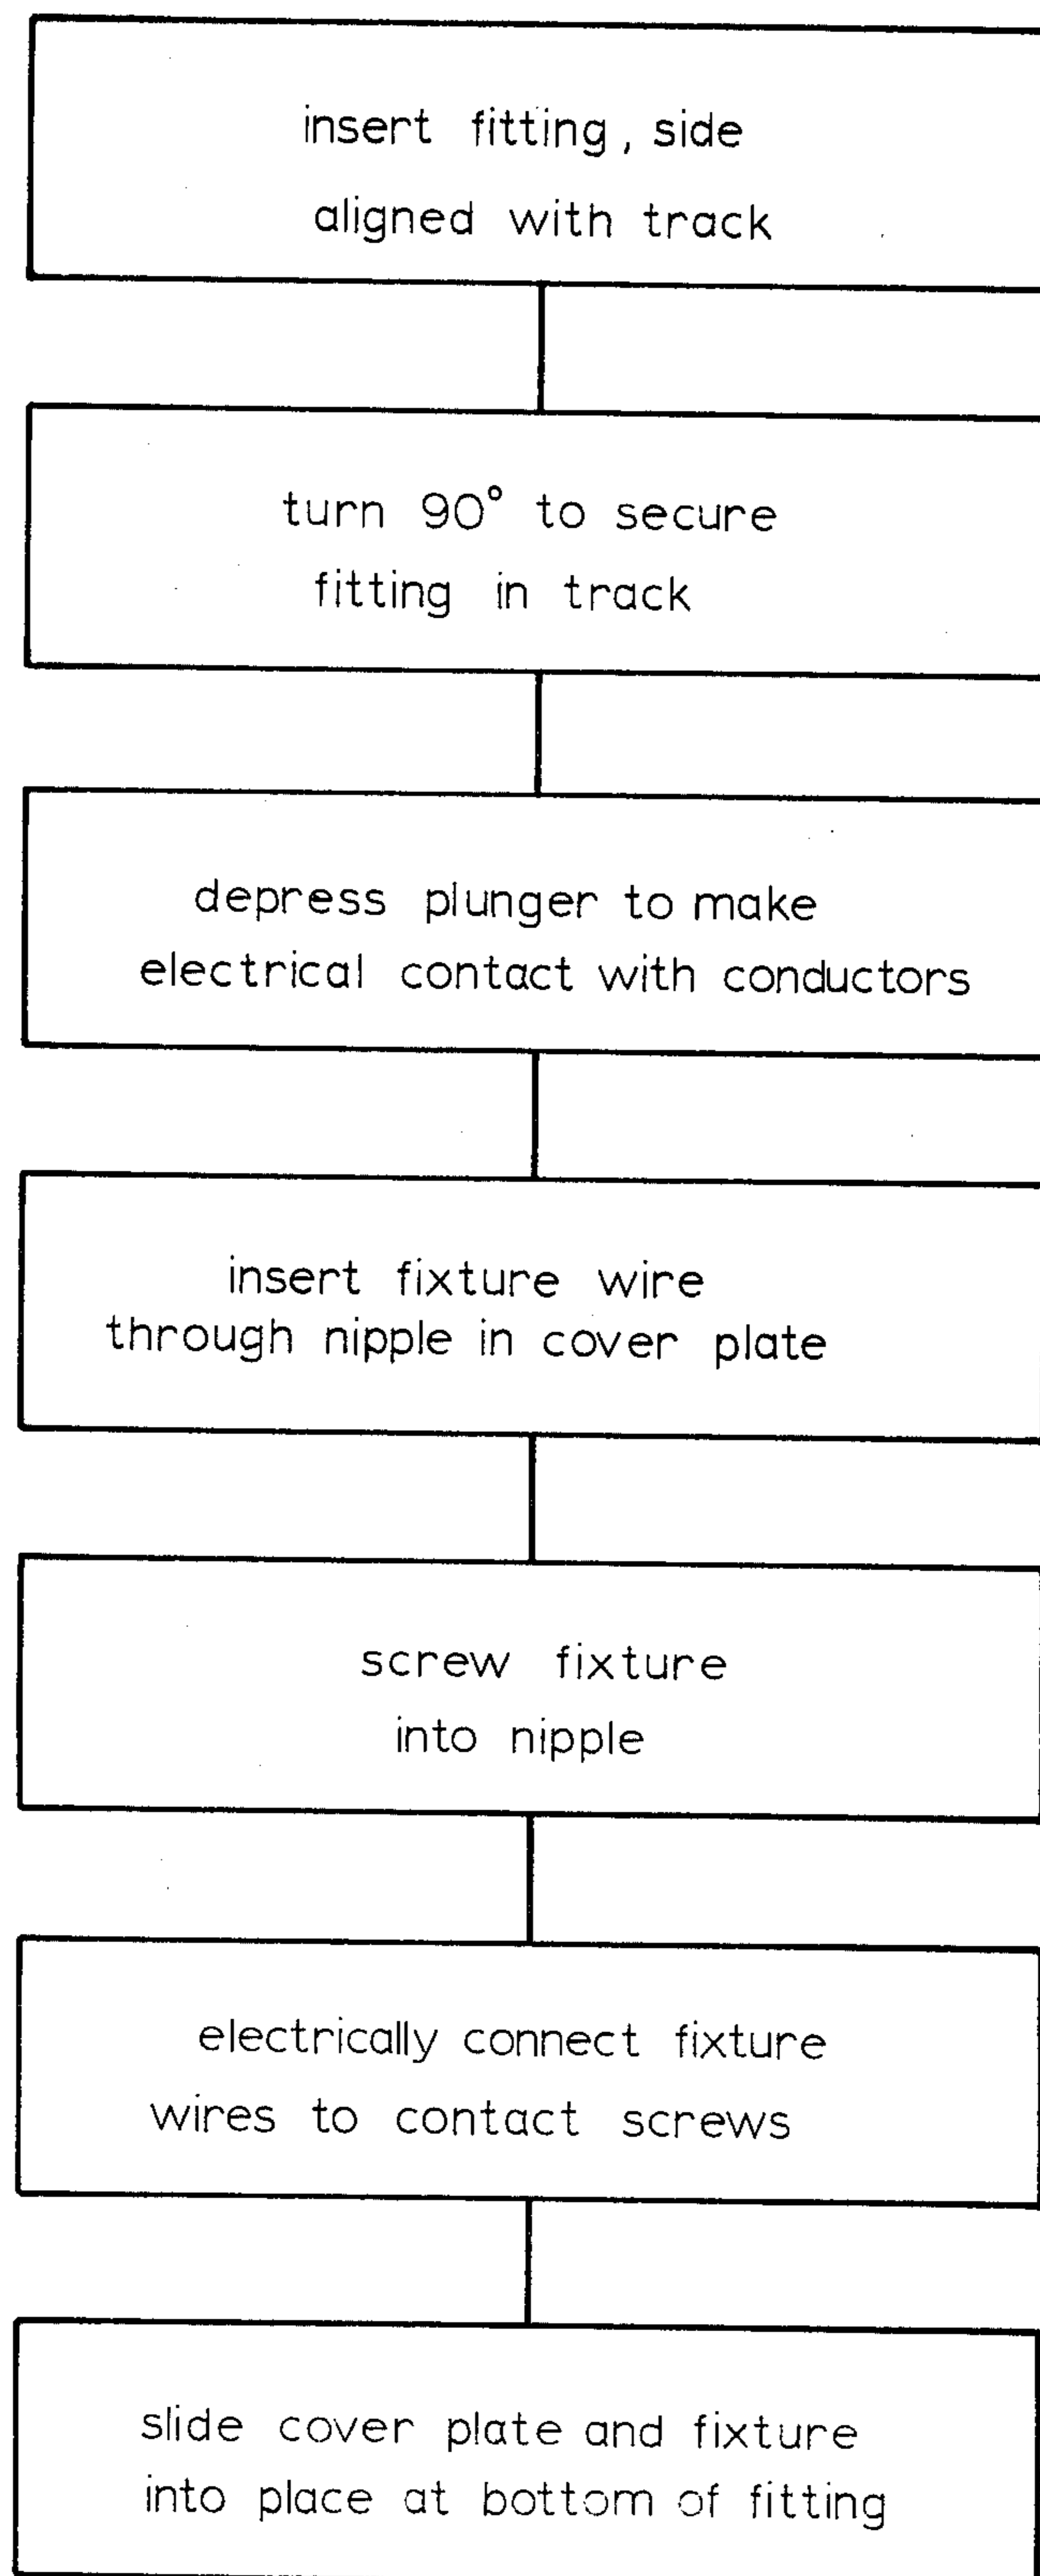 insert fitting, side
aligned with track
turn 90° to secure
fitting in track
depress plunger to make
electrical contact with conductors
insert fixture wire
through nipple in cover plate
screw fixture
into nipple
electrically connect fixture
wires to contact screws
slide cover plate and fixture
into place at bottom of fitting